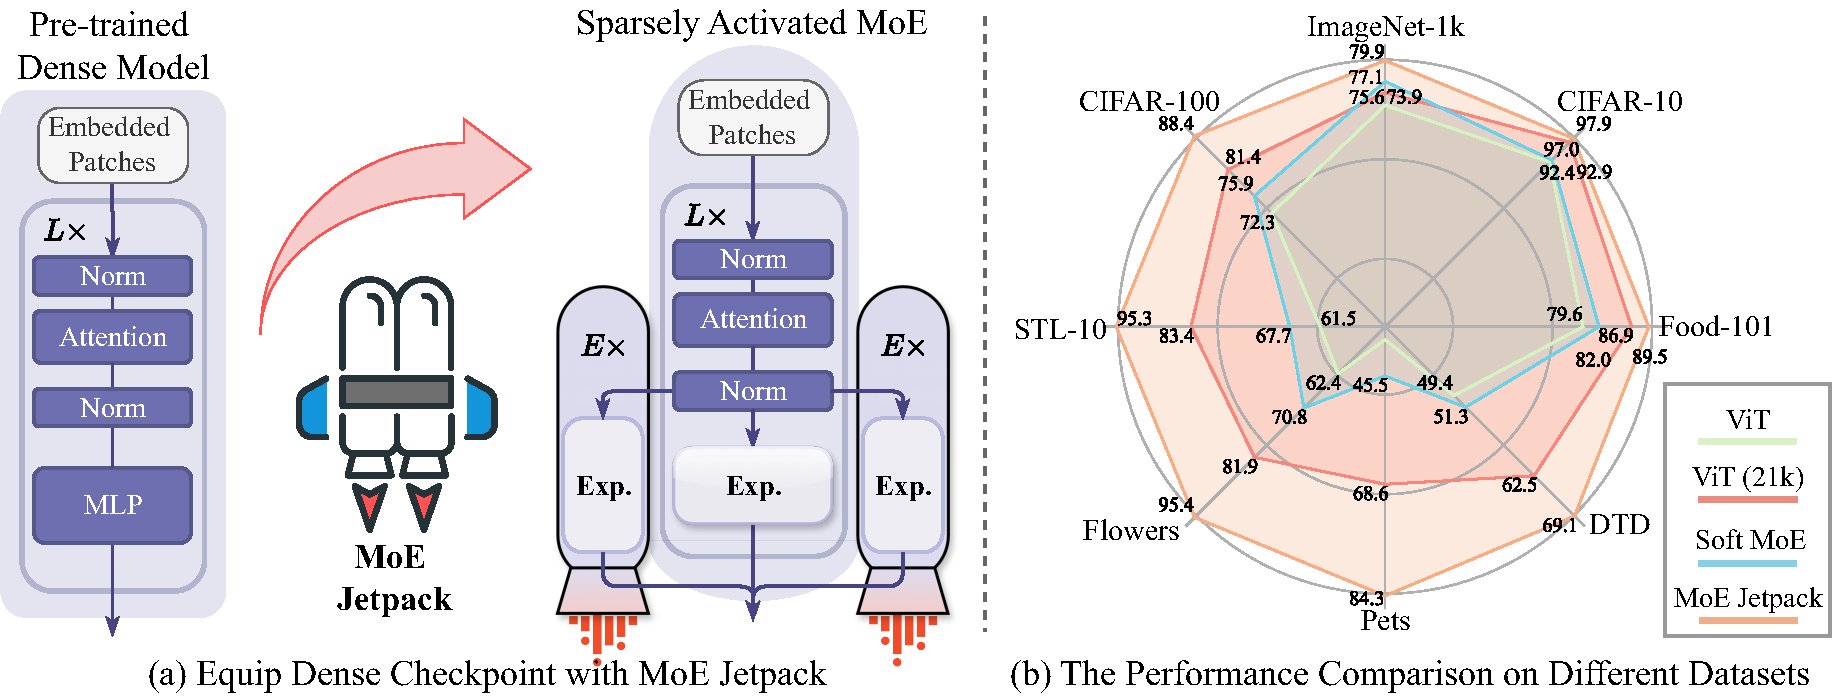 Pre-trained
Dense Model
Embedded
Patches
L×
Norm
Attention
Norm
MLP
MoE
Jetpack
Sparsely Activated MoE
Embedded
Patches
L×
Norm
Attention
Norm
E×
E×
Exp.
Exp.
Exp.
(a) Equip Dense Checkpoint with MoE Jetpack
ImageNet-1k
79.9
77.1
75.6
73.9
CIFAR-10
97.9
97.0
92.4
92.9
Food-101
79.6
86.9
82.0
89.5
DTD
49.4
51.3
62.5
69.1
Pets
45.5
68.6
84.3
Flowers
62.4
70.8
81.9
95.4
STL-10
61.5
67.7
83.4
95.3
CIFAR-100
72.3
75.9
81.4
88.4
ViT
ViT (21k)
Soft MoE
MoE Jetpack
(b) The Performance Comparison on Different Datasets